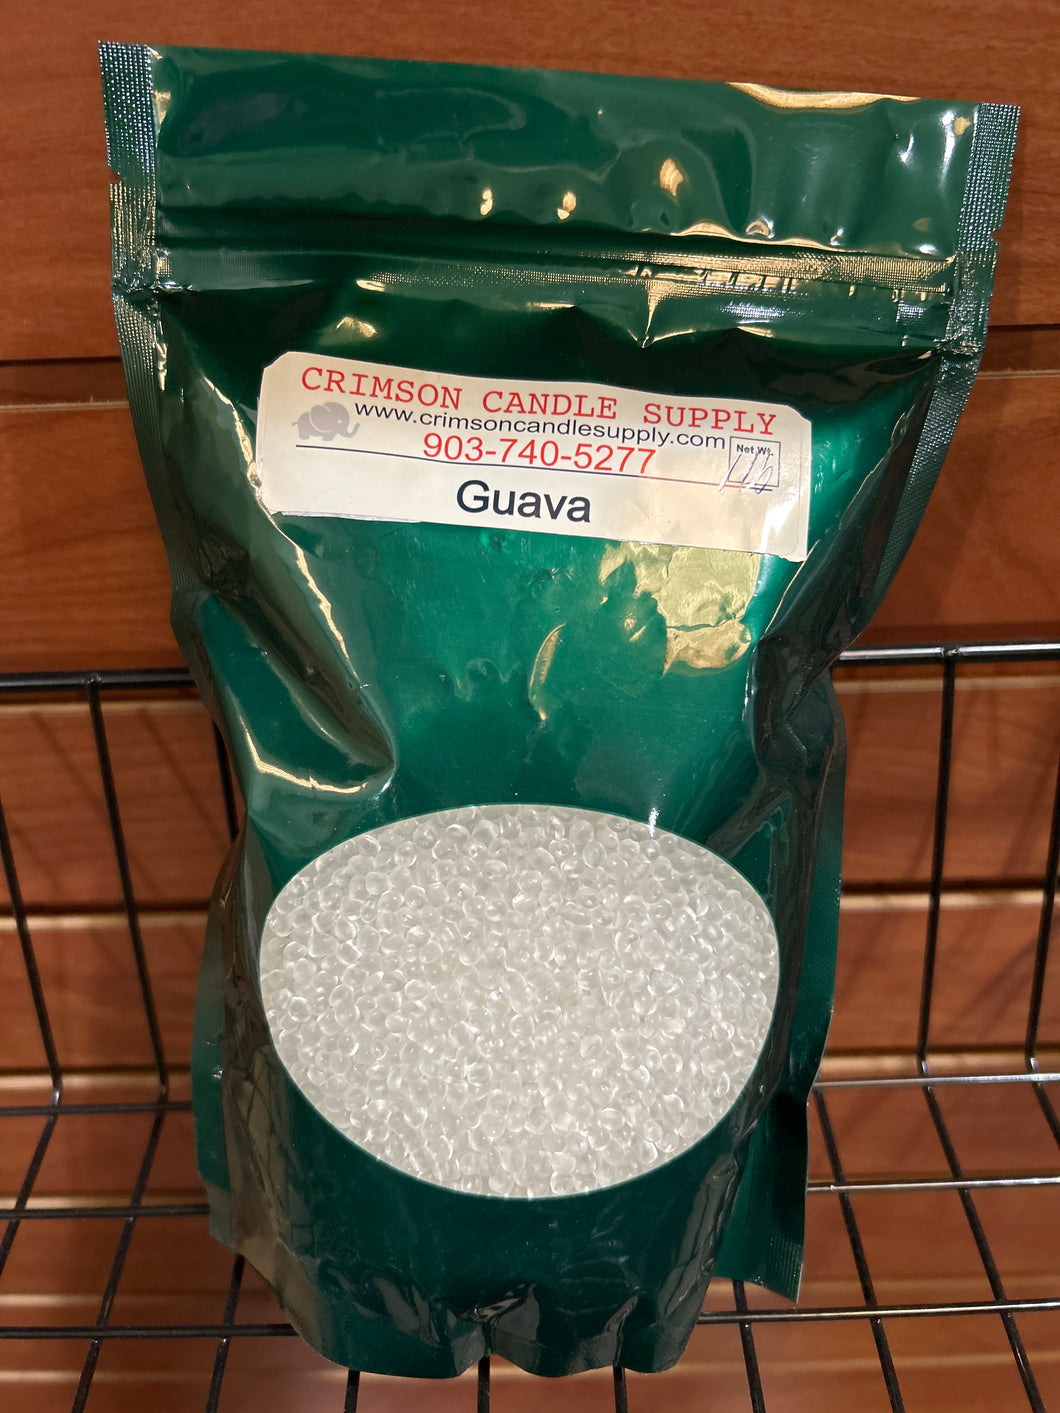 CRIMSON CANDLE SUPPLY
www.crimsoncandlesupply.com
903-740-5277
Net Wt.
Guava